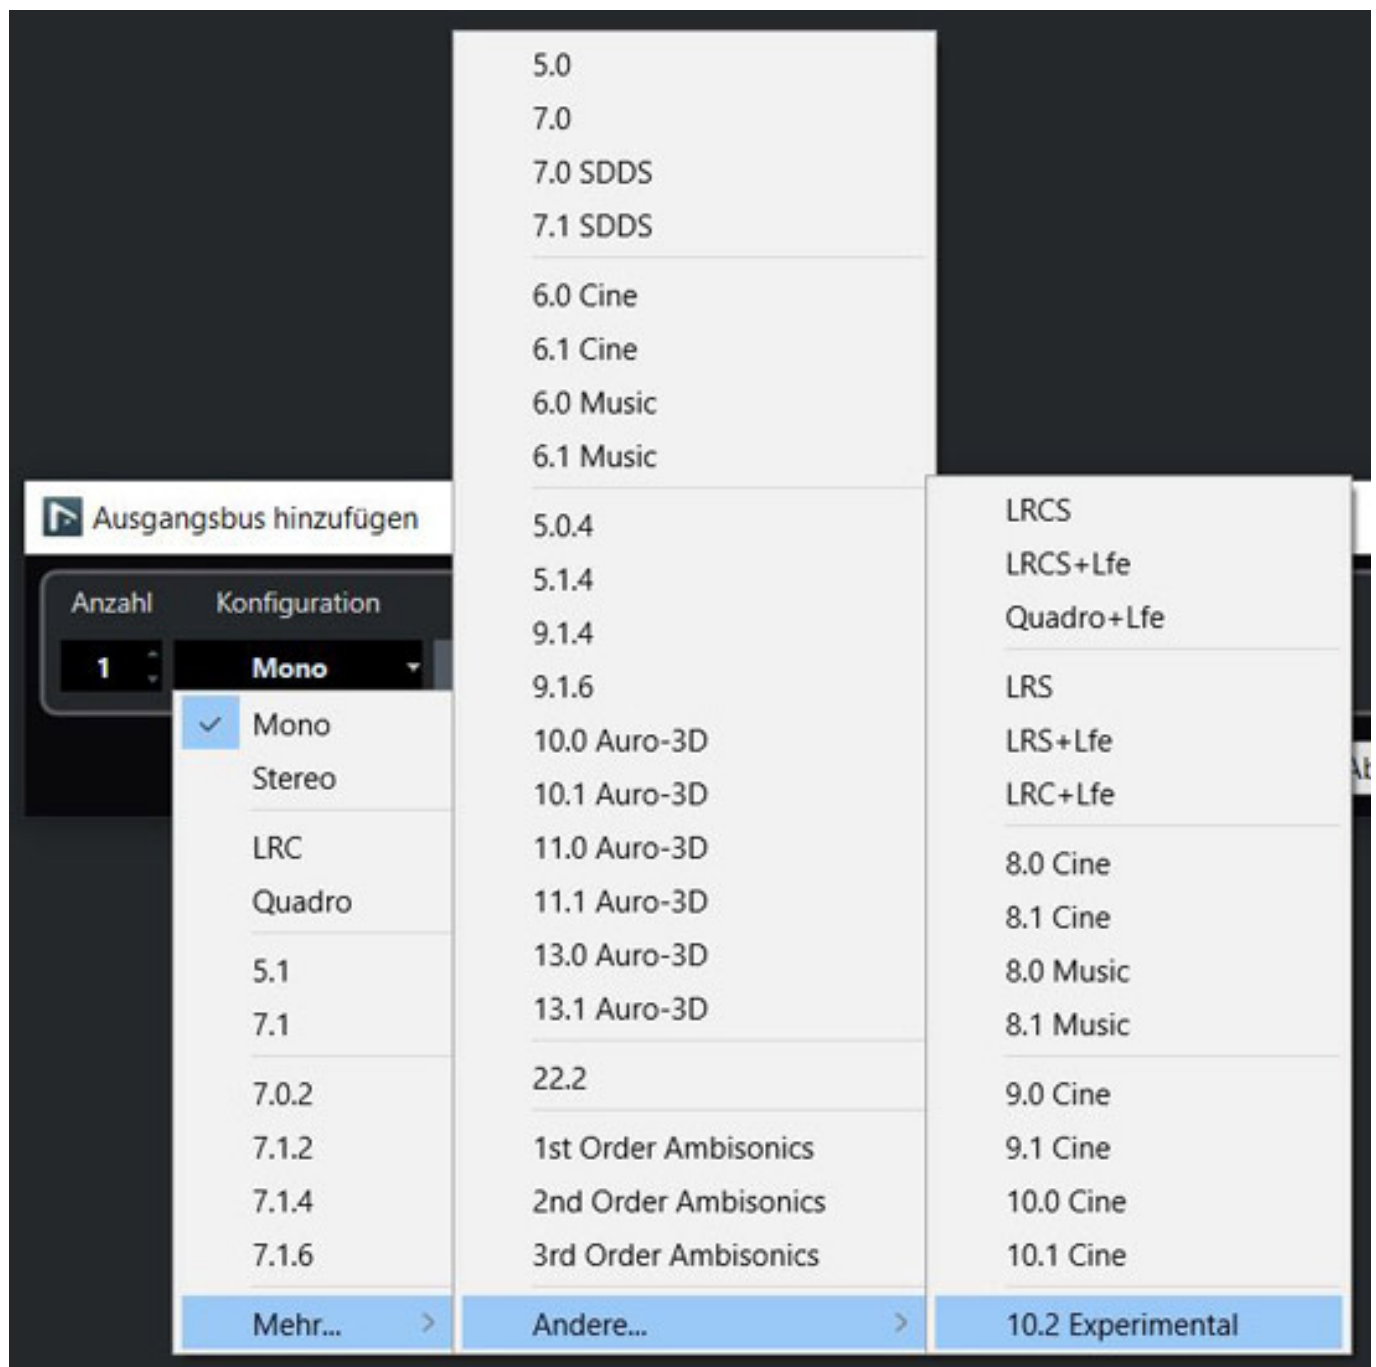 Ausgangsbus hinzufügen
Anzahl
Konfiguration
1
Mono
Mono
Stereo
LRC
Quadro
5.1
7.1
7.0.2
7.1.2
7.1.4
7.1.6
Mehr...
5.0
7.0
7.0 SDDS
7.1 SDDS
6.0 Cine
6.1 Cine
6.0 Music
6.1 Music
5.0.4
5.1.4
9.1.4
9.1.6
10.0 Auro-3D
10.1 Auro-3D
11.0 Auro-3D
11.1 Auro-3D
13.0 Auro-3D
13.1 Auro-3D
22.2
1st Order Ambisonics
2nd Order Ambisonics
3rd Order Ambisonics
Andere...
LRCS
LRCS+Lfe
Quadro+Lfe
LRS
LRS+Lfe
LRC+Lfe
8.0 Cine
8.1 Cine
8.0 Music
8.1 Music
9.0 Cine
9.1 Cine
10.0 Cine
10.1 Cine
10.2 Experimental